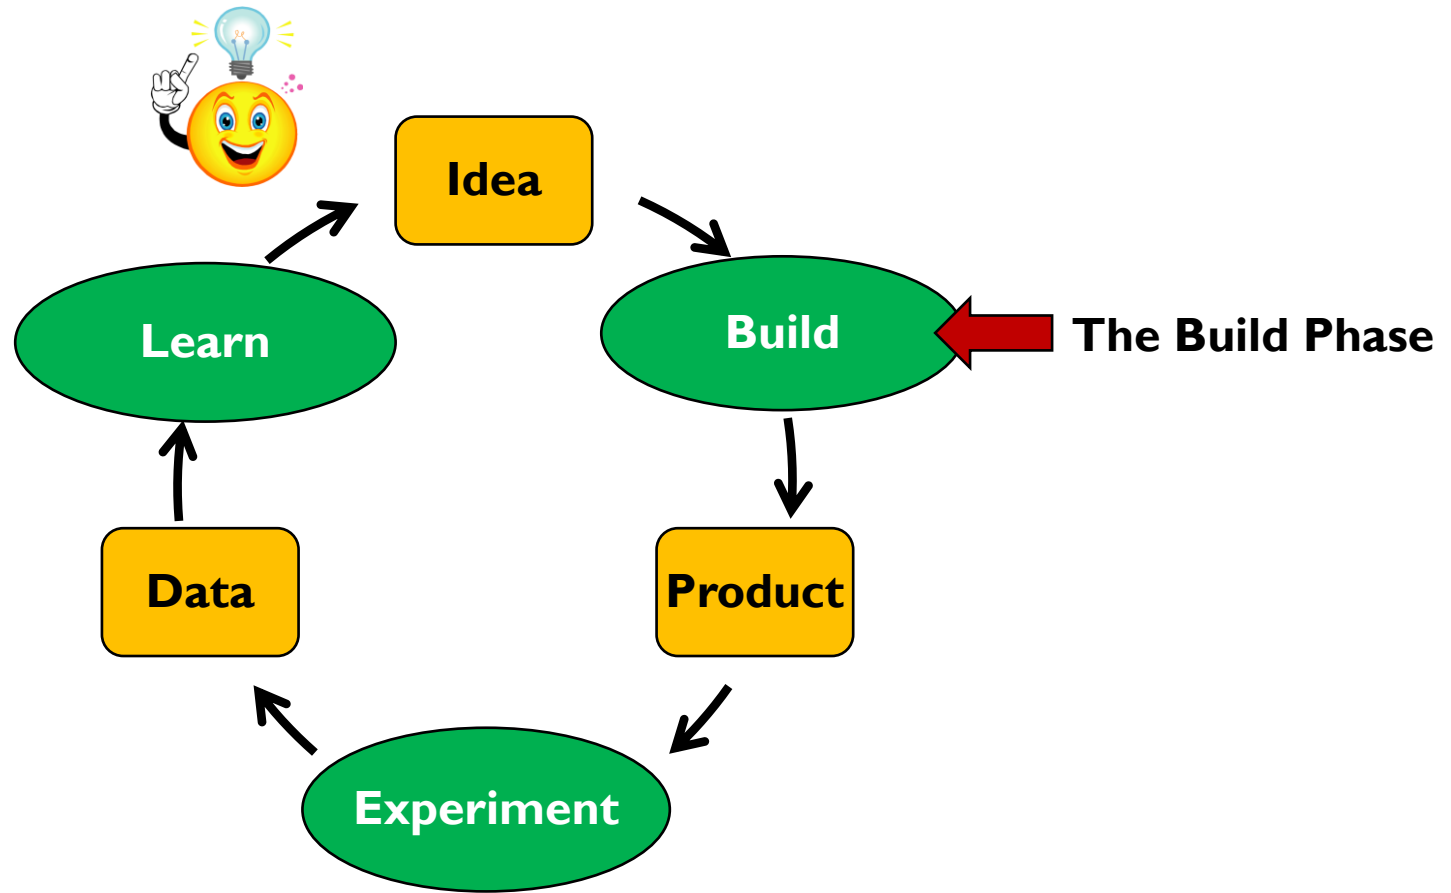 Idea
Build
The Build Phase
Learn
Data
Product
Experiment